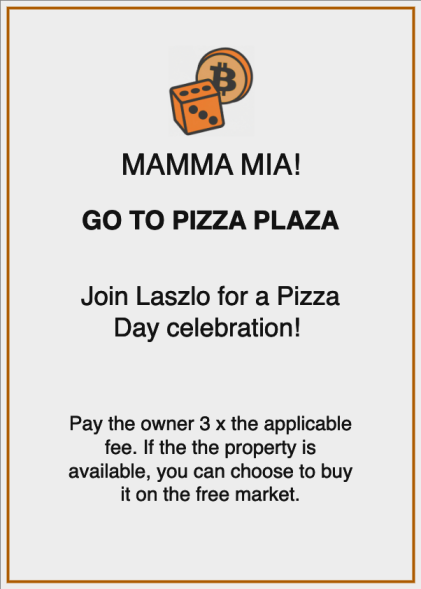 MAMMA MIA!
GO TO PIZZA PLAZA
Join Laszlo for a Pizza
Day celebration!
Pay the owner 3 x the applicable
fee. If the the property is
available, you can choose to buy
it on the free market.